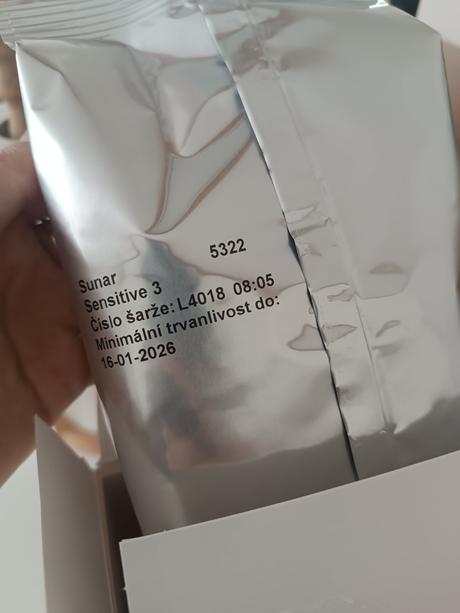 5322
Sunar
Sensitive 3
Číslo šarže: L4018 08:05
Minimální trvanlivost do:
16-01-2026